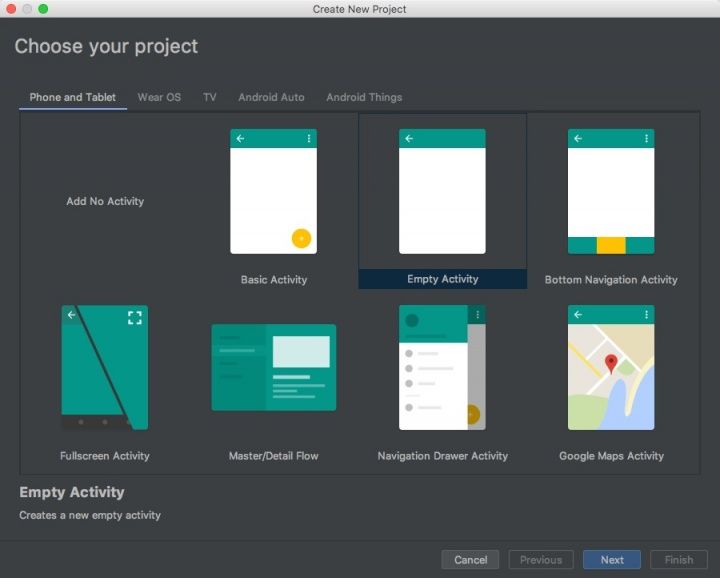 Create New Project
Choose your project
Phone and Tablet Wear OS TV Android Auto Android Things
Add No Activity
Basic Activity Empty Activity Bottom Navigation Activity
Fullscreen Activity Master/Detail Flow Navigation Drawer Activity Google Maps Activity
Empty Activity
Creates a new empty activity
Cancel Previous Next Finish